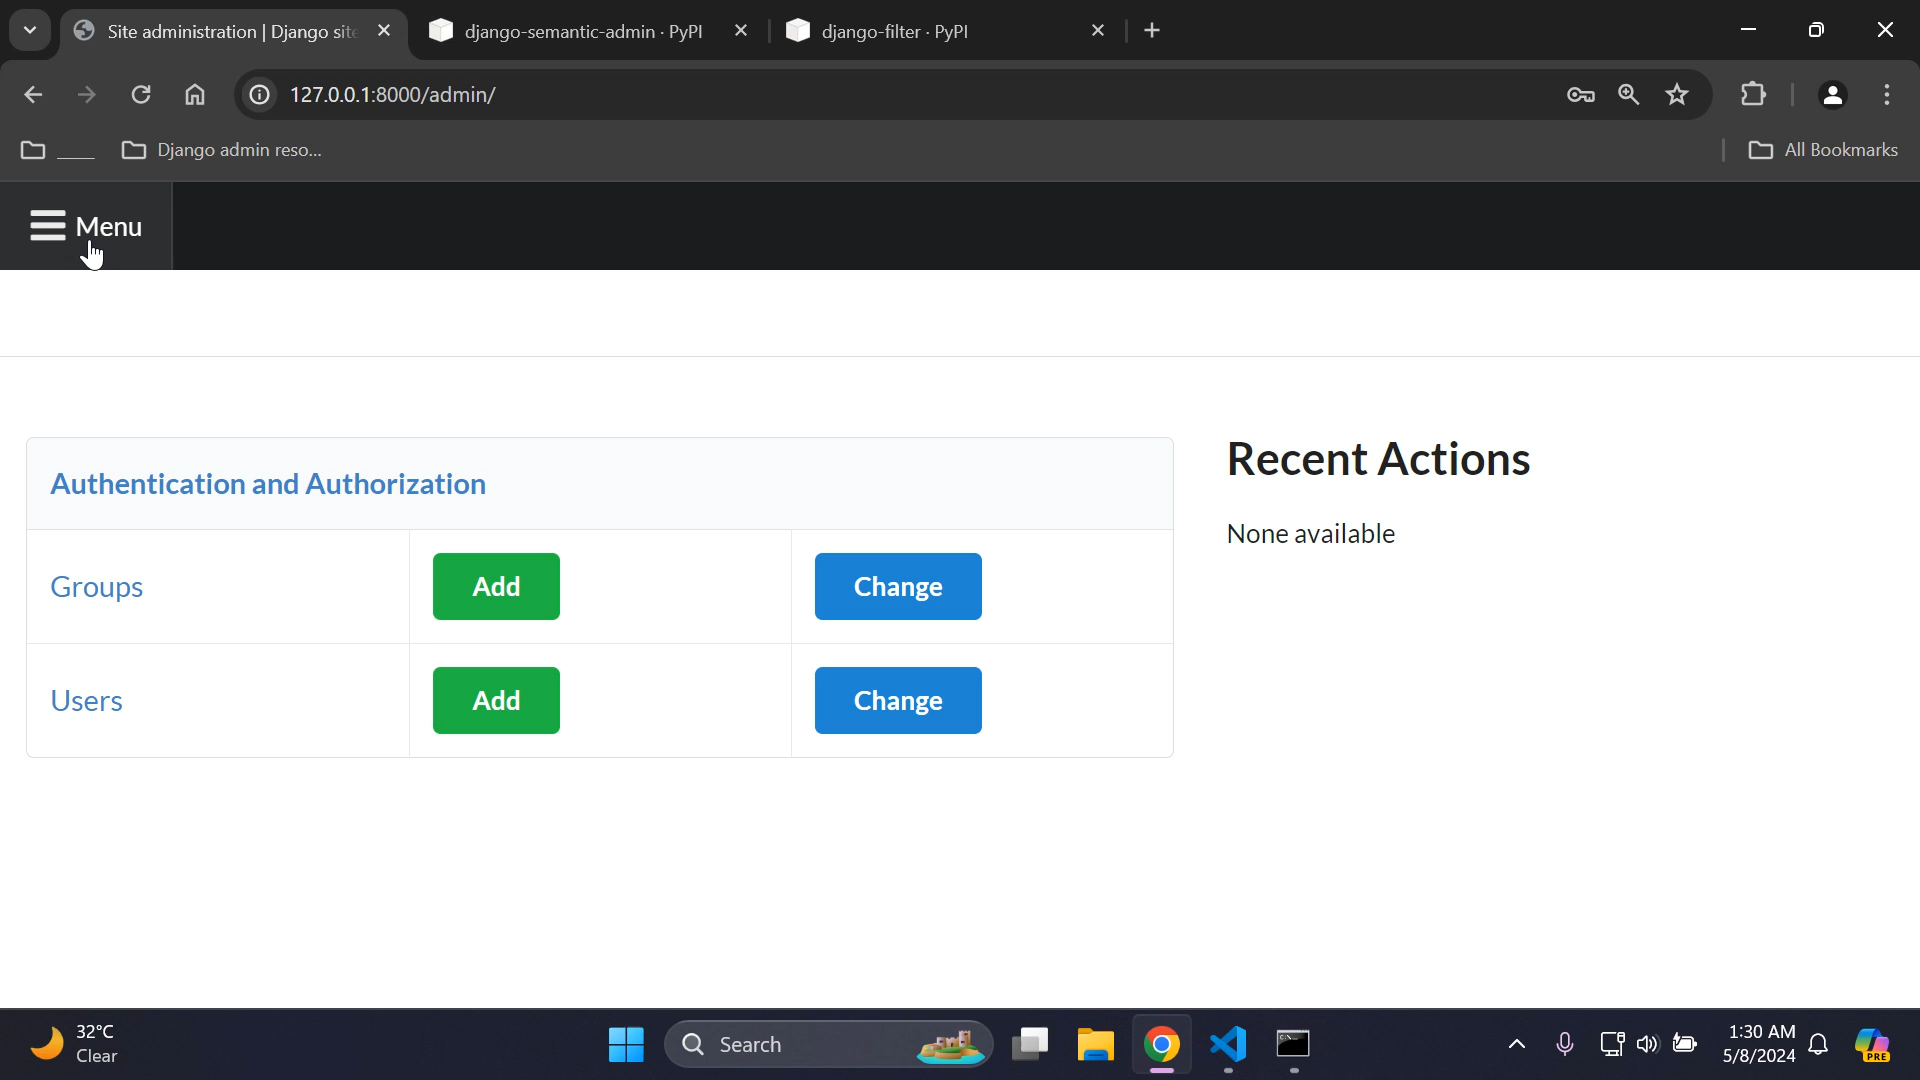 Site administration | Django site
django-semantic-admin · PyPI
django-filter · PyPI
127.0.0.1:8000/admin/
____
Django admin reso...
All Bookmarks
Menu
Authentication and Authorization
Groups
Add
Change
Users
Add
Change
Recent Actions
None available
32°C
Clear
Search
1:30 AM
5/8/2024
PRE